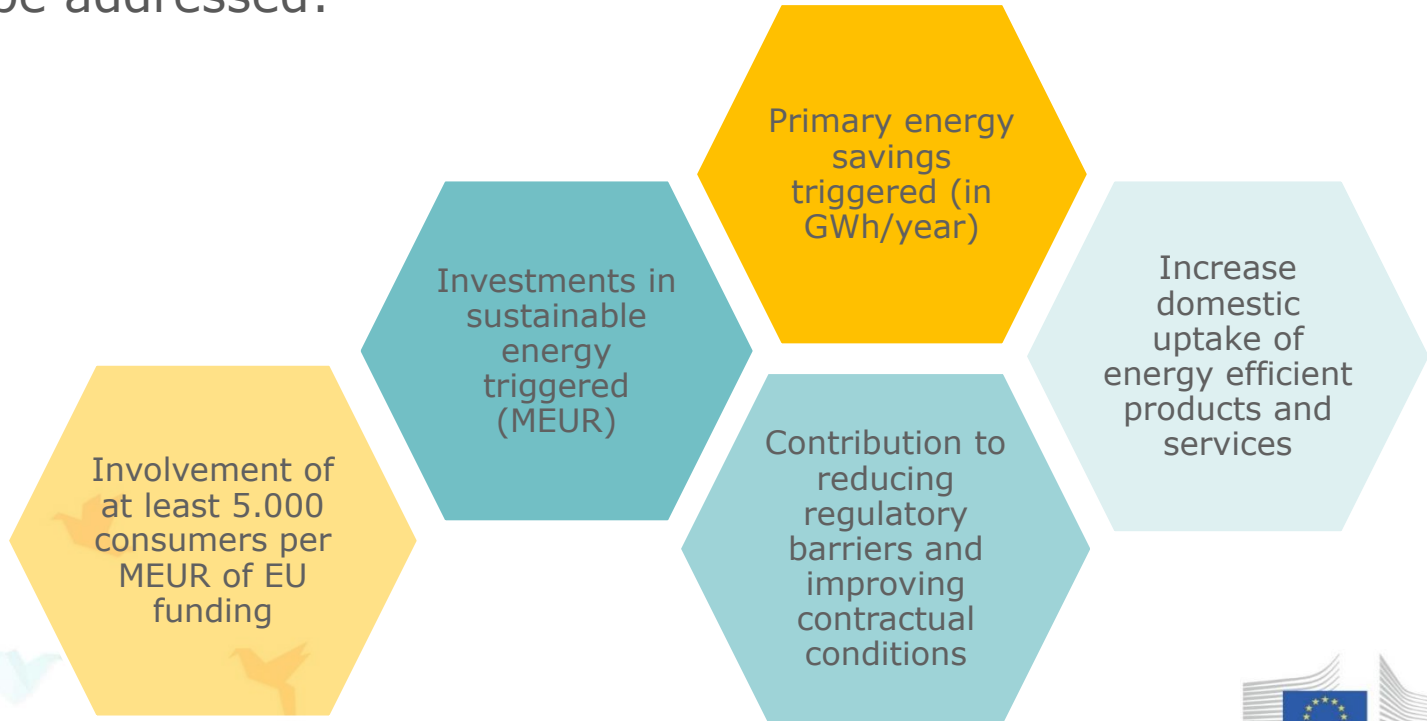 be addressed:
Primary energy
savings
triggered (in
GWh/year)
Investments in
sustainable
energy
triggered
(MEUR)
Increase
domestic
uptake of
energy efficient
products and
services
Involvement of
at least 5.000
consumers per
MEUR of EU
funding
Contribution to
reducing
regulatory
barriers and
improving
contractual
conditions